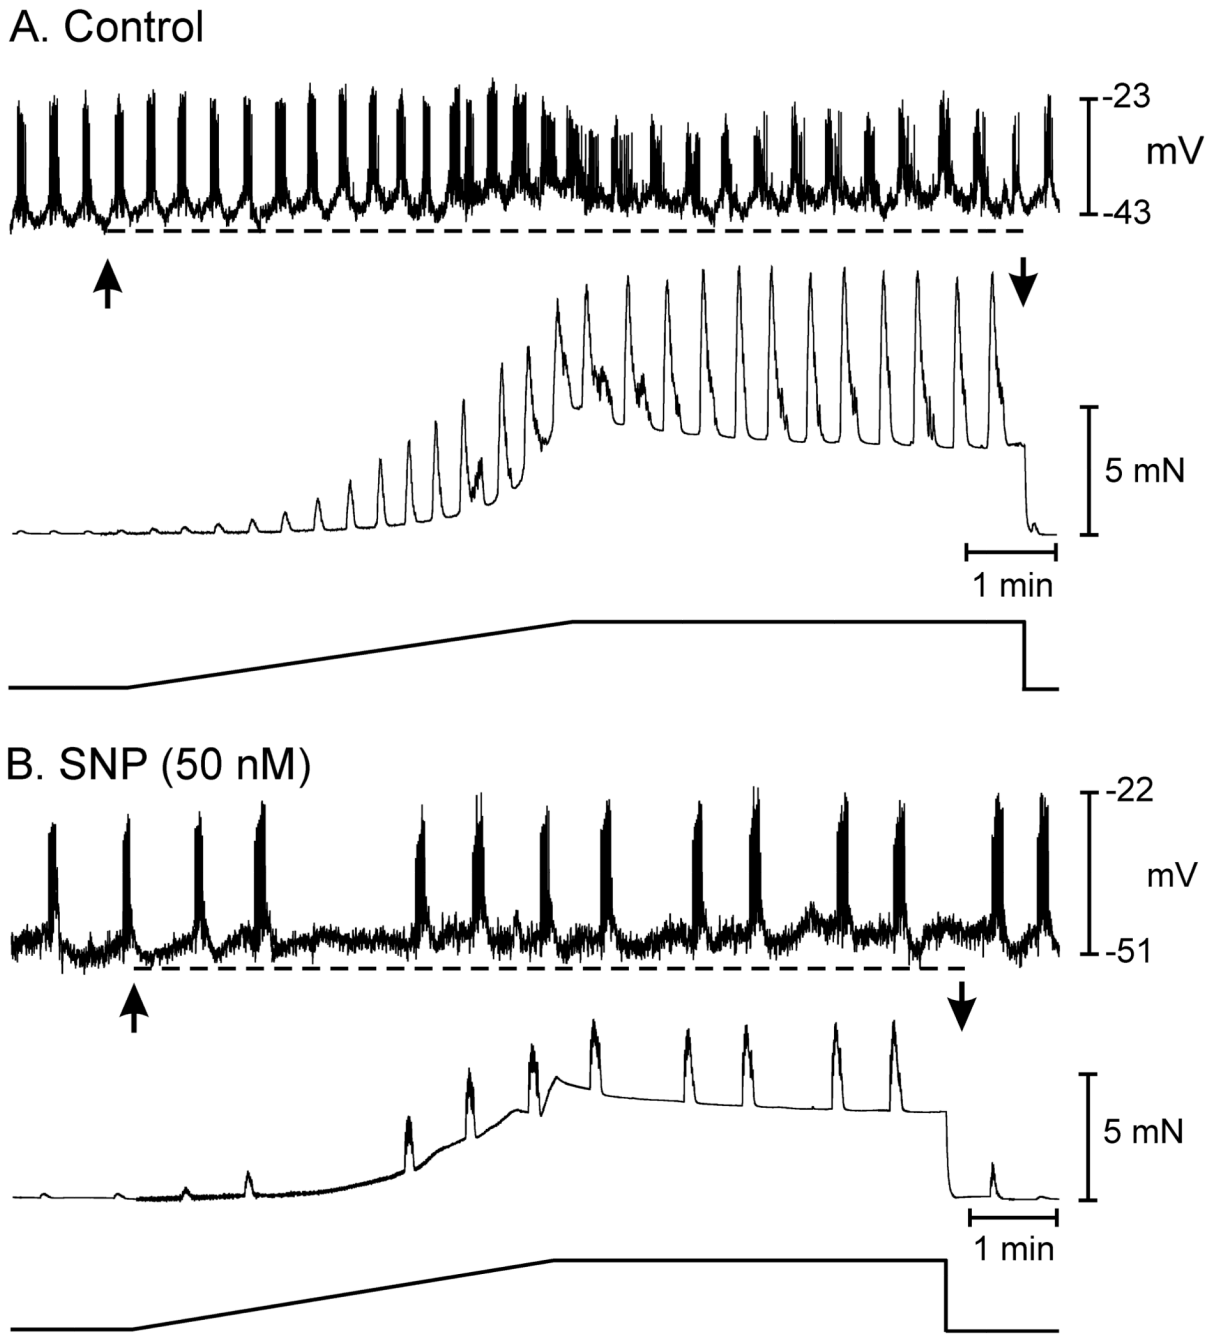 A. Control
-23
mV
-43
5 mN
1 min
B. SNP (50 nM)
-22
mV
-51
5 mN
1 min